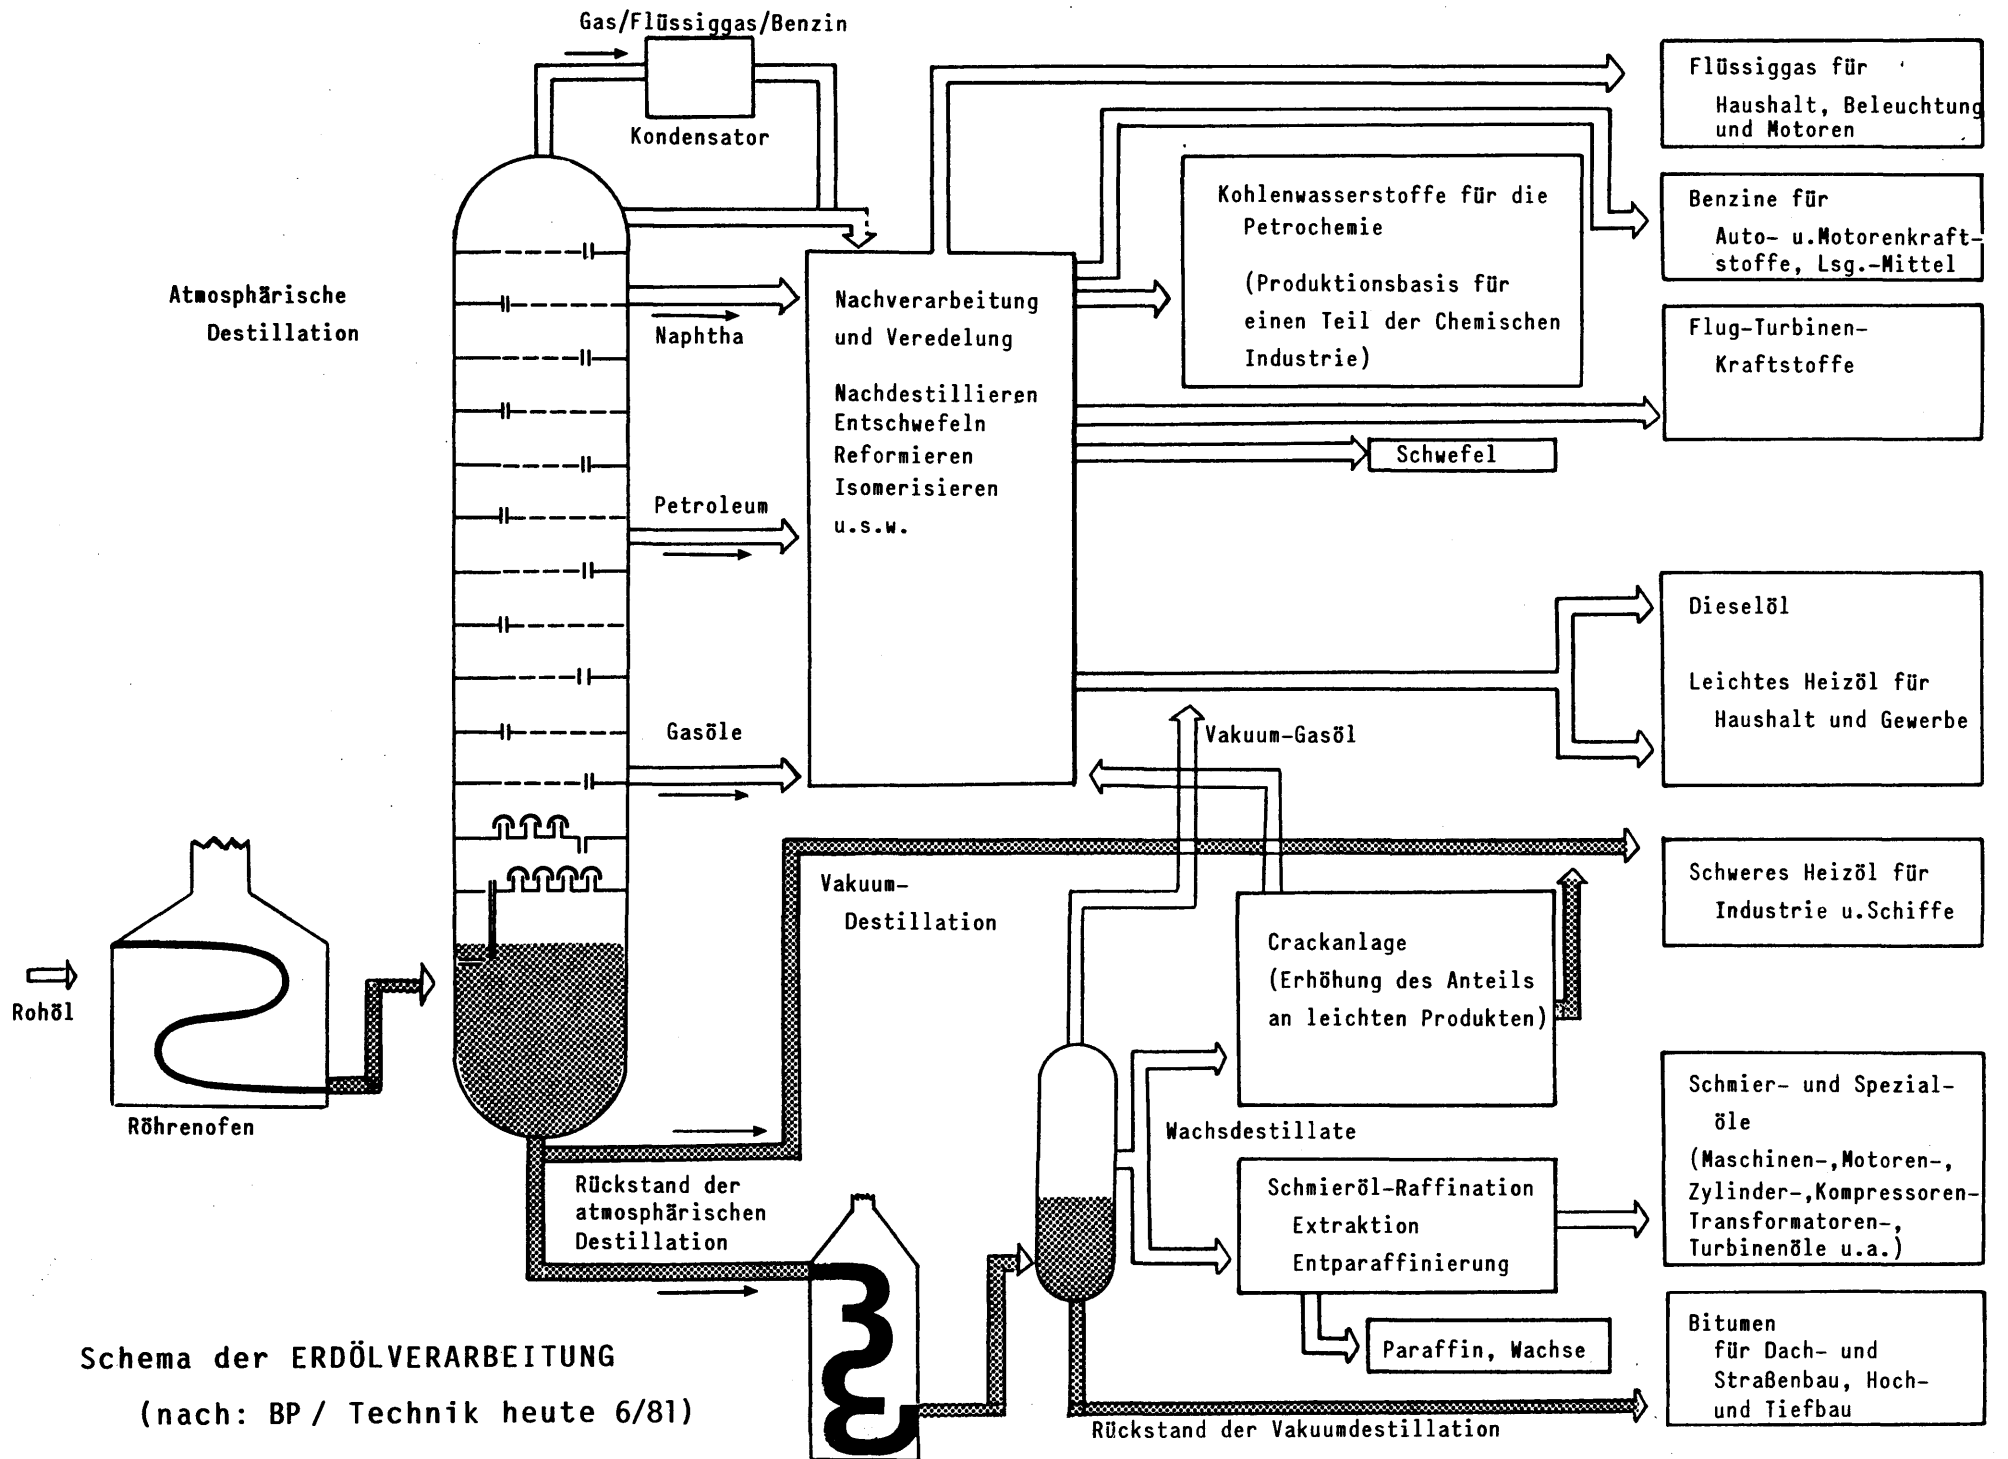 Gas/Flüssiggas/Benzin
Kondensator
Atmosphärische
Destillation
Naphtha
Petroleum
Gasöle
Nachverarbeitung
und Veredelung
Nachdestillieren
Entschwefeln
Reformieren
Isomerisieren
u.s.w.
Kohlenwasserstoffe für die
Petrochemie
(Produktionsbasis für
einen Teil der Chemischen
Industrie)
Schwefel
Flüssiggas für
Haushalt, Beleuchtung
und Motoren
Benzine für
Auto- u.Motorenkraft-
stoffe, Lsg.-Mittel
Flug-Turbinen-
Kraftstoffe
Dieselöl
Leichtes Heizöl für
Haushalt und Gewerbe
Vakuum-Gasöl
Vakuum-
Destillation
Crackanlage
(Erhöhung des Anteils
an leichten Produkten)
Schweres Heizöl für
Industrie u.Schiffe
Rohöl
Röhrenofen
Rückstand der
atmosphärischen
Destillation
Wachsdestillate
Schmieröl-Raffination
Extraktion
Entparaffinierung
Schmier- und Spezial-
öle
(Maschinen-,Motoren-,
Zylinder-,Kompressoren-
Transformatoren-,
Turbinenöle u.a.)
Paraffin, Wachse
Bitumen
für Dach- und
Straßenbau, Hoch-
und Tiefbau
Rückstand der Vakuumdestillation
Schema der ERDÖLVERARBEITUNG
(nach: BP / Technik heute 6/81)